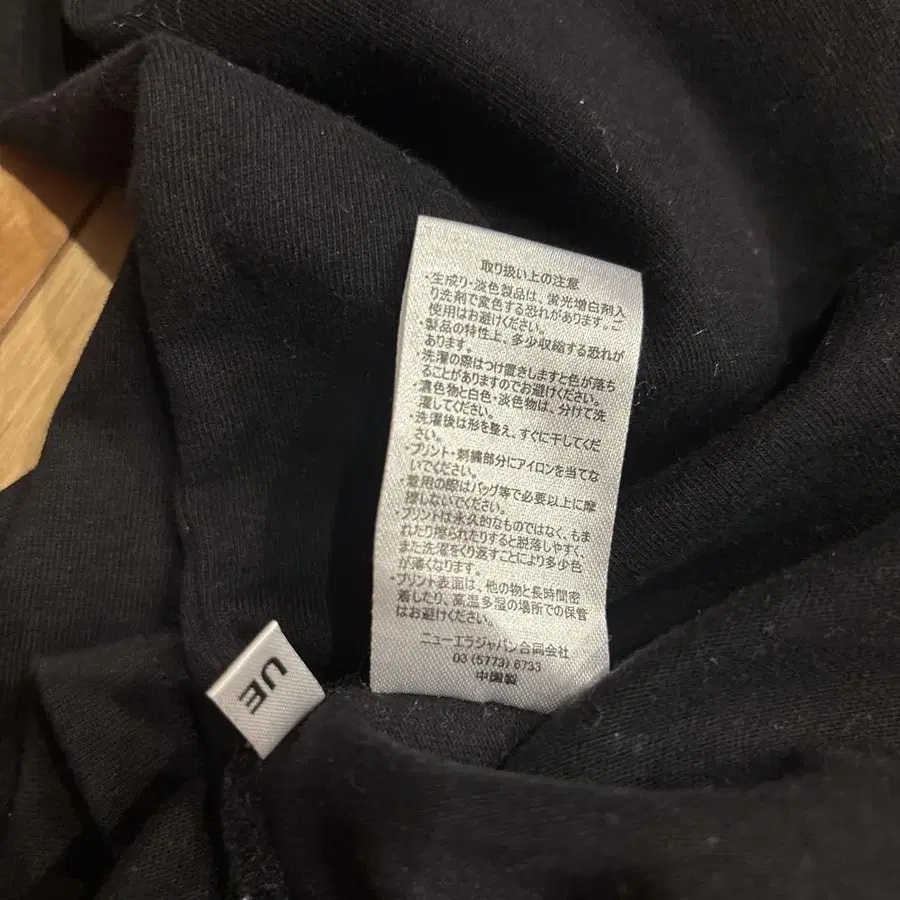 取り扱い上の注意
・生成り・淡色製品は、蛍光増白剤入
り洗剤で変色する恐れがあります。ご
使用はお避けください。
・製品の特性上、多少収縮する恐れが
あります。
・洗濯の際はつけ置きしますと色が落ち
ることがありますのでお避けください。
・濃色物と白色・淡色物は、分けて洗
濯してください。
・洗濯後は形を整え、すぐに干してくだ
さい。
・プリント・刺繍部分にアイロンを当てな
いでください。
・着用の際はバッグ等で必要以上に摩
擦しないでください。
・プリントは永久的なものではなく、もま
れたり擦られたりすると脱落しやすく、
また洗濯をくり返すことにより多少色
が薄くなります。
・プリント表面は、他の物と長時間密
着したり、高温多湿の場所での保管
はお避けください。
ニューエラジャパン合同会社
03 (5773) 6733
中国製
UE